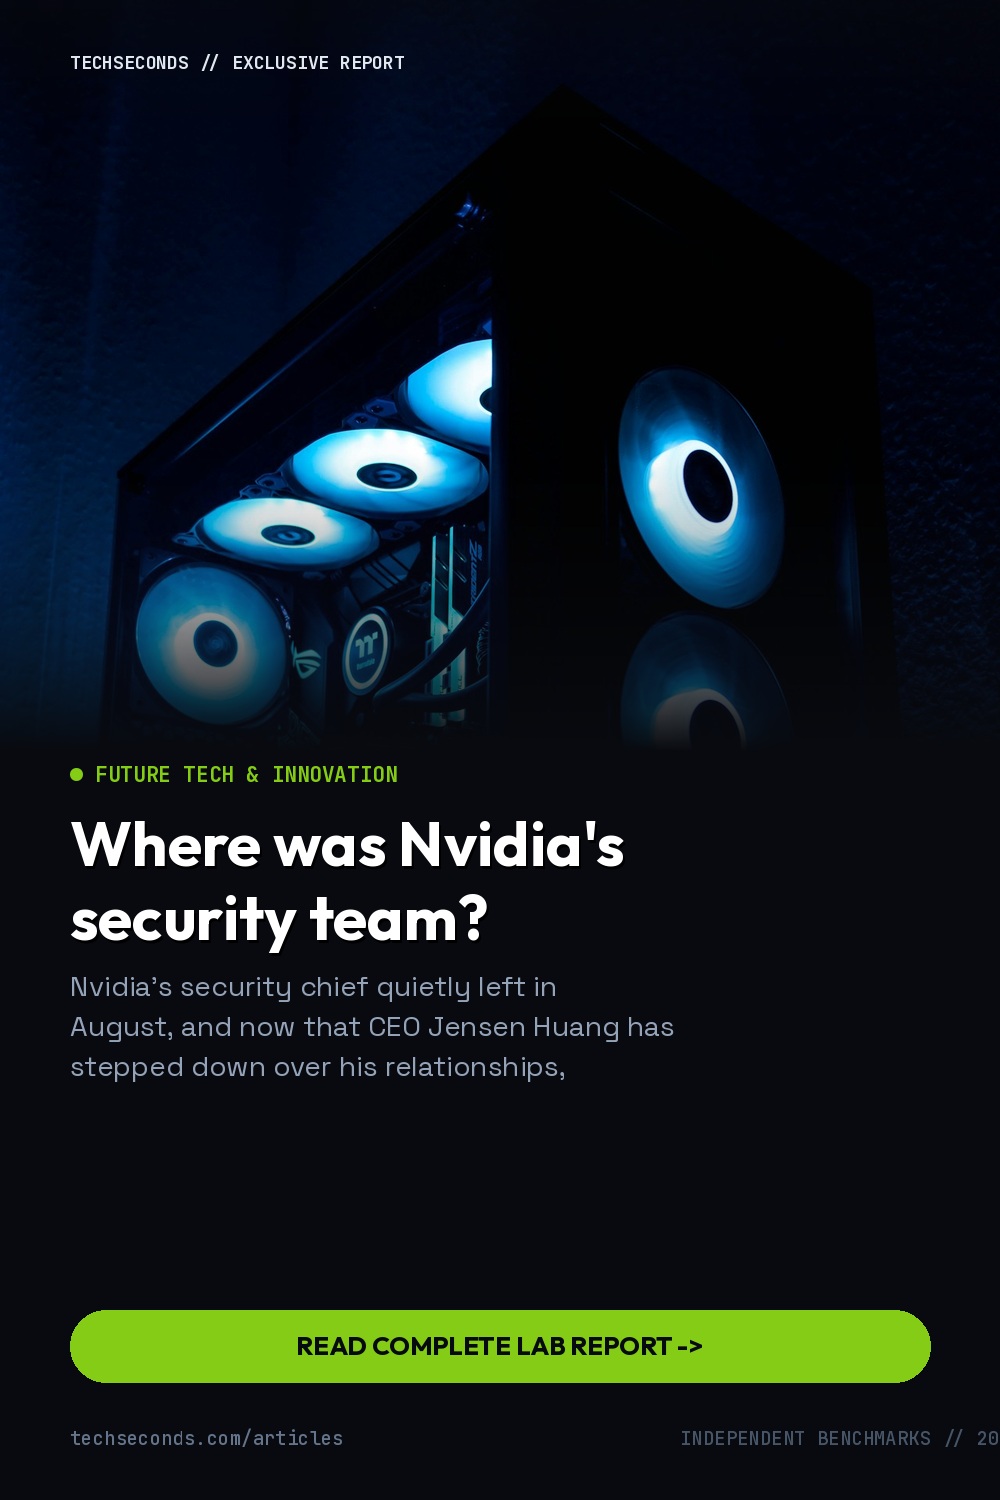 TECHSECONDS // EXCLUSIVE REPORT
FUTURE TECH & INNOVATION
Where was Nvidia's
security team?
Nvidia’s security chief quietly left in
August, and now that CEO Jensen Huang has
stepped down over his relationships,
READ COMPLETE LAB REPORT ->
techseconds.com/articles
INDEPENDENT BENCHMARKS // 20